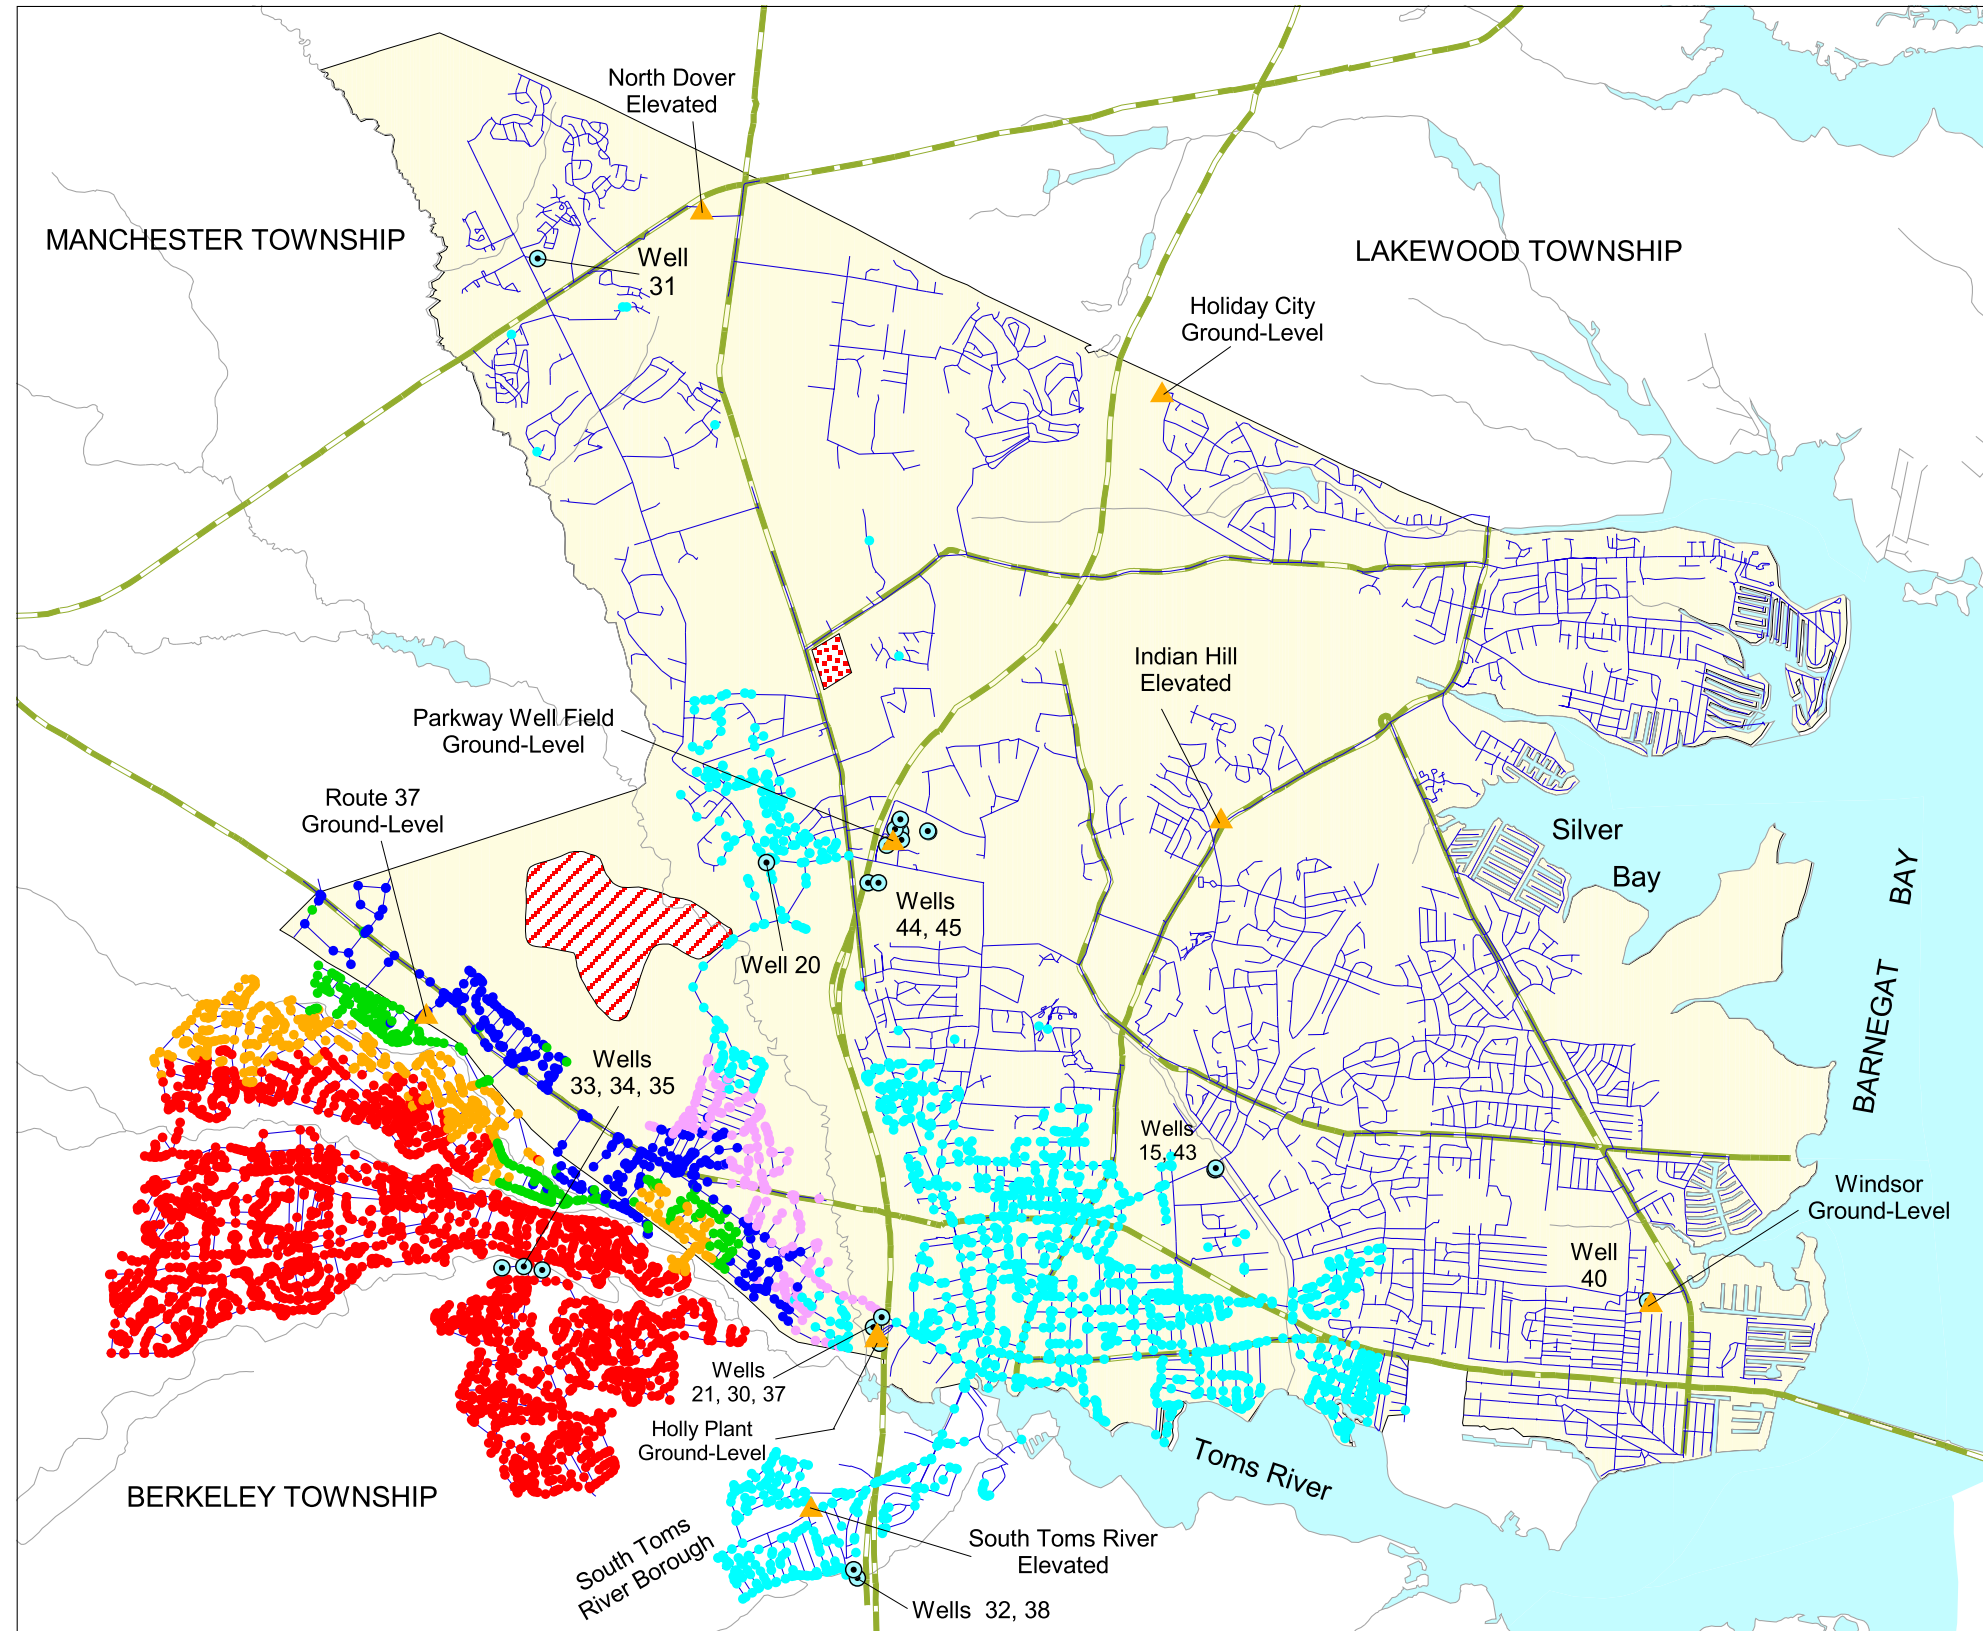 North Dover
Elevated
MANCHESTER TOWNSHIP
LAKEWOOD TOWNSHIP
Well
31
Holiday City
Ground-Level
Indian Hill
Elevated
Parkway Well Field
Ground-Level
Route 37
Ground-Level
Silver
Bay
BARNEGAT BAY
Wells
44, 45
Well 20
Wells
33, 34, 35
Wells
15, 43
Windsor
Ground-Level
Well
40
Wells
21, 30, 37
Holly Plant
Ground-Level
Toms River
BERKELEY TOWNSHIP
South Toms
River Borough
South Toms River
Elevated
Wells 32, 38